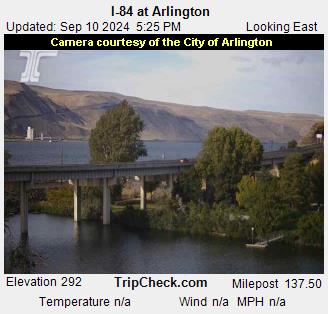 I-84 at Arlington
Updated: Sep 10 2024 5:25 PM Looking East
Camera courtesy of the City of Arlington
Elevation 292 TripCheck.com Milepost 137.50
Temperature n/a Wind n/a MPH n/a